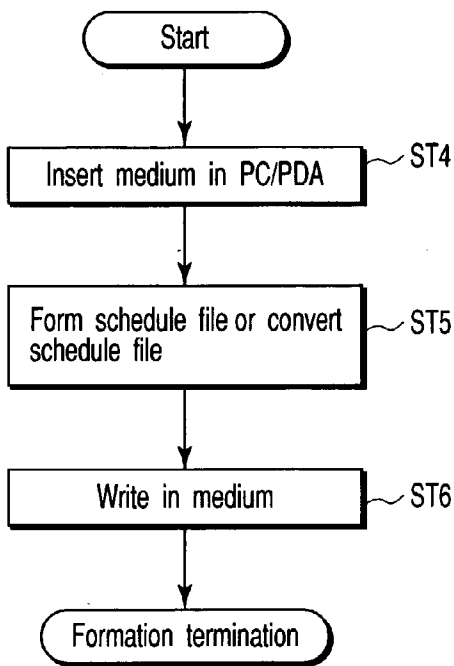 Start
Insert medium in PC/PDA
ST4
Form schedule file or convert
schedule file
ST5
Write in medium
ST6
Formation termination